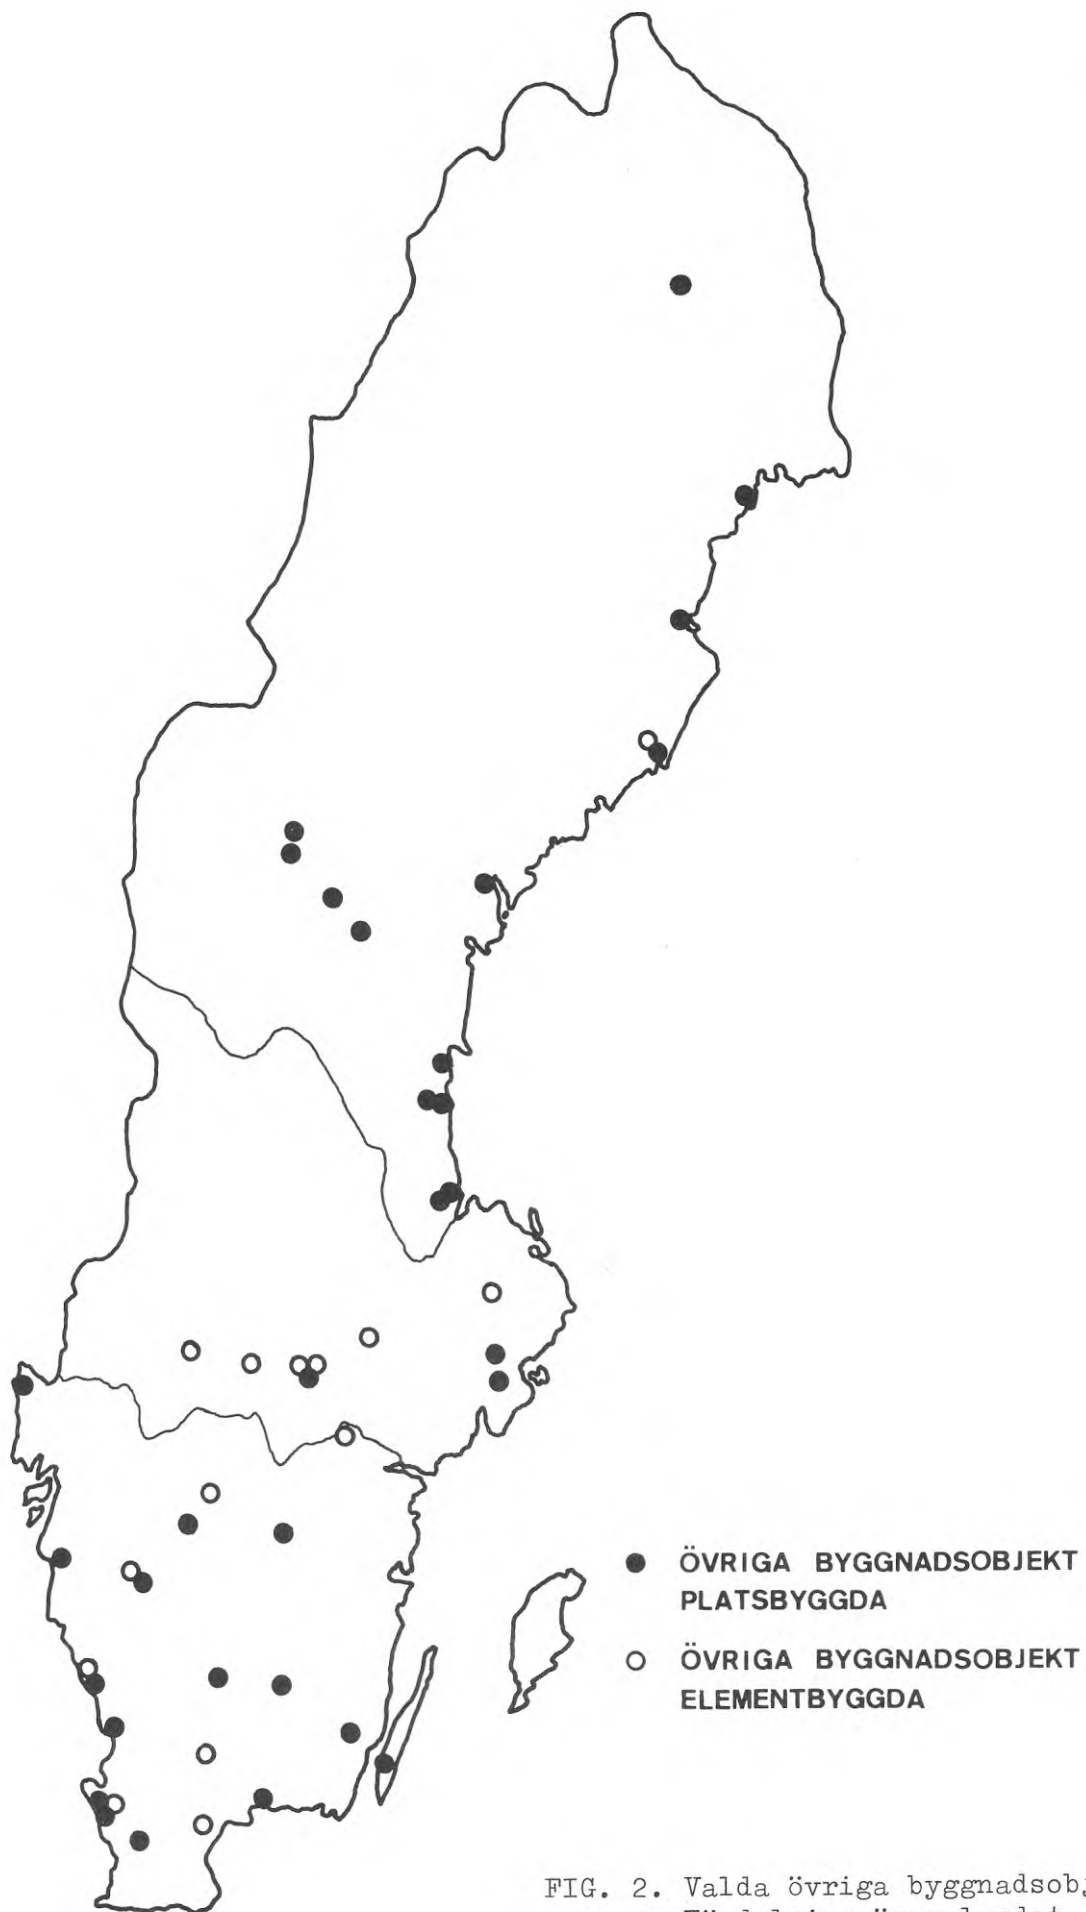 ÖVRIGA BYGGNADSOBJEKT
PLATSBYGGDA
ÖVRIGA BYGGNADSOBJEKT
ELEMENTBYGGDA
FIG. 2. Valda övriga byggnadsobj